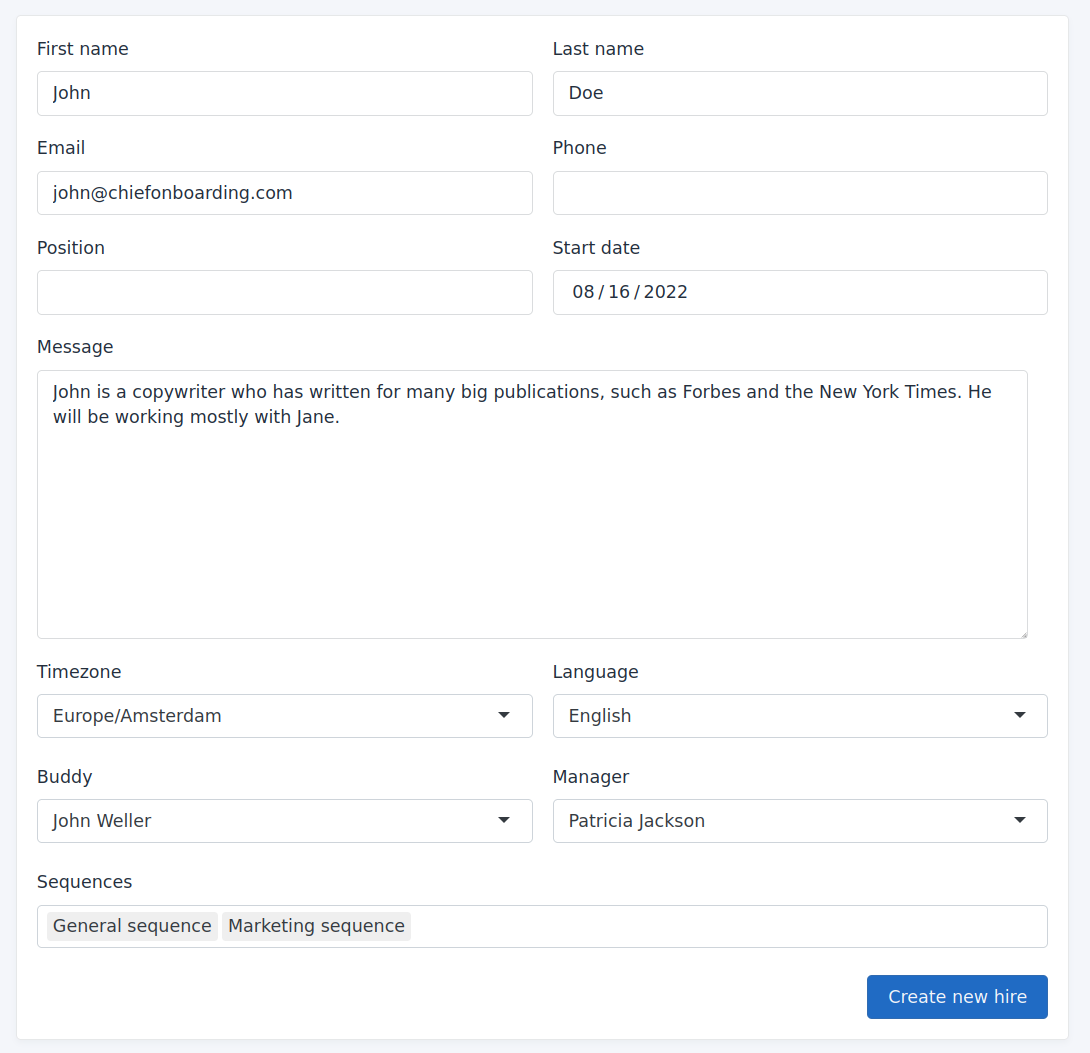 First name
Last name
John
Doe
Email
Phone
john@chiefonboarding.com
Position
Start date
08/16/2022
Message
John is a copywriter who has written for many big publications, such as Forbes and the New York Times. He
will be working mostly with Jane.
Timezone
Language
Europe/Amsterdam
English
Buddy
Manager
John Weller
Patricia Jackson
Sequences
General sequence Marketing sequence
Create new hire